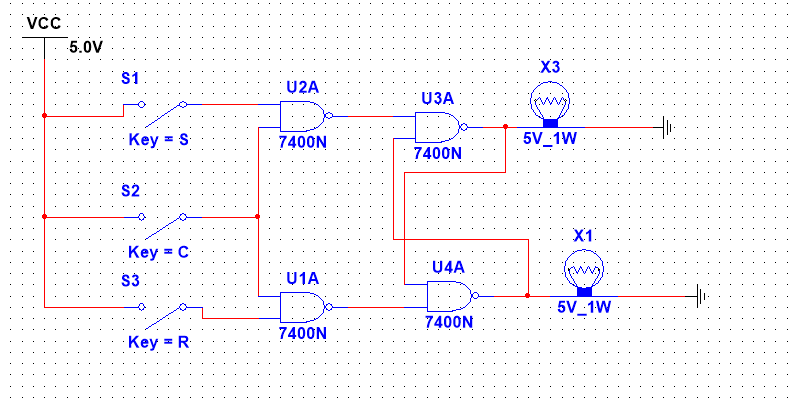 VCC
5.0V
S1
Key = S
S2
Key = C
S3
Key = R
U2A
7400N
U1A
7400N
U3A
7400N
U4A
7400N
X3
5V_1W
X1
5V_1W